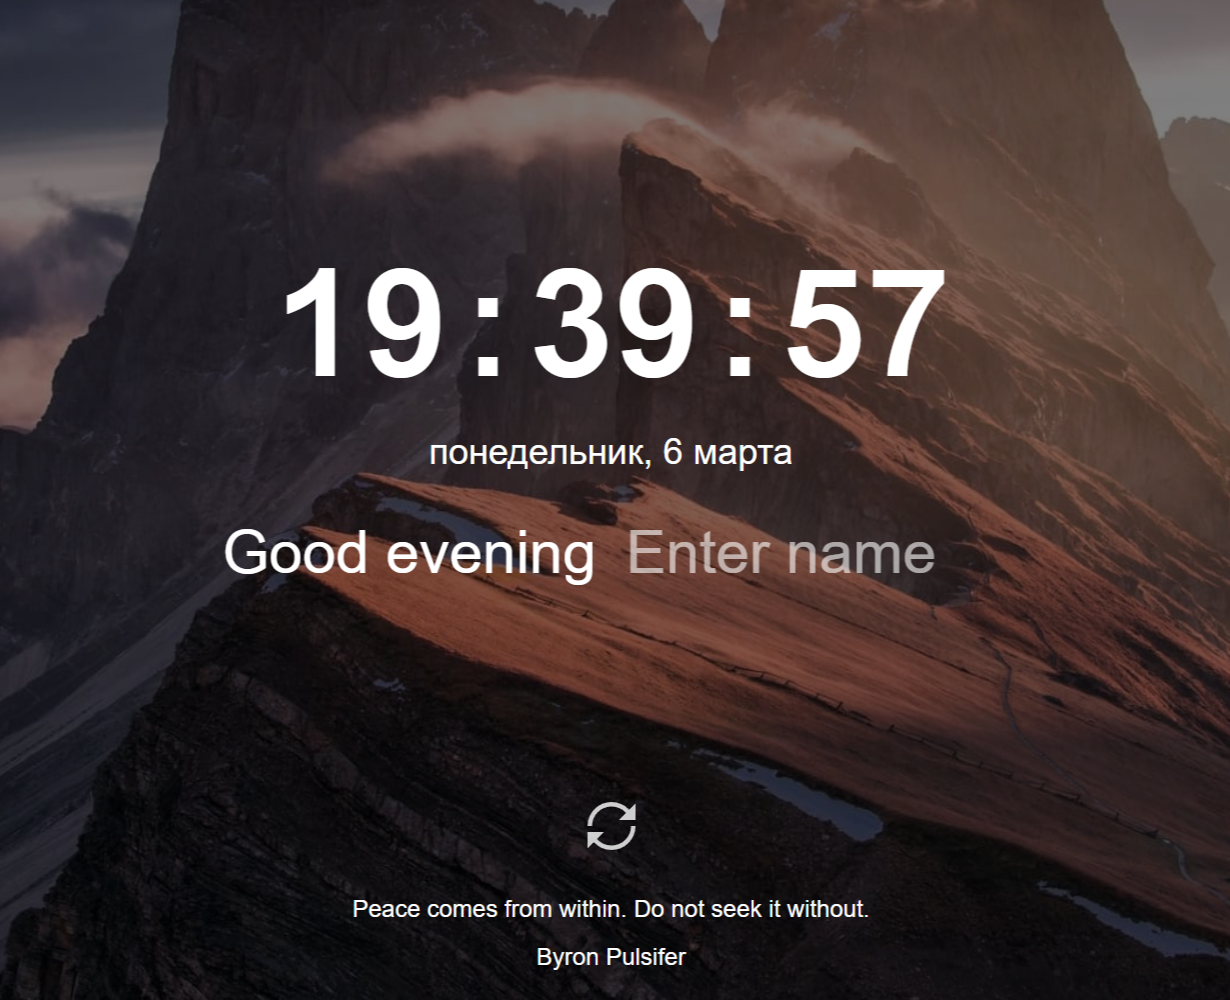 19:39:57
понедельник, 6 марта
Good evening Enter name
Peace comes from within. Do not seek it without.
Byron Pulsifer